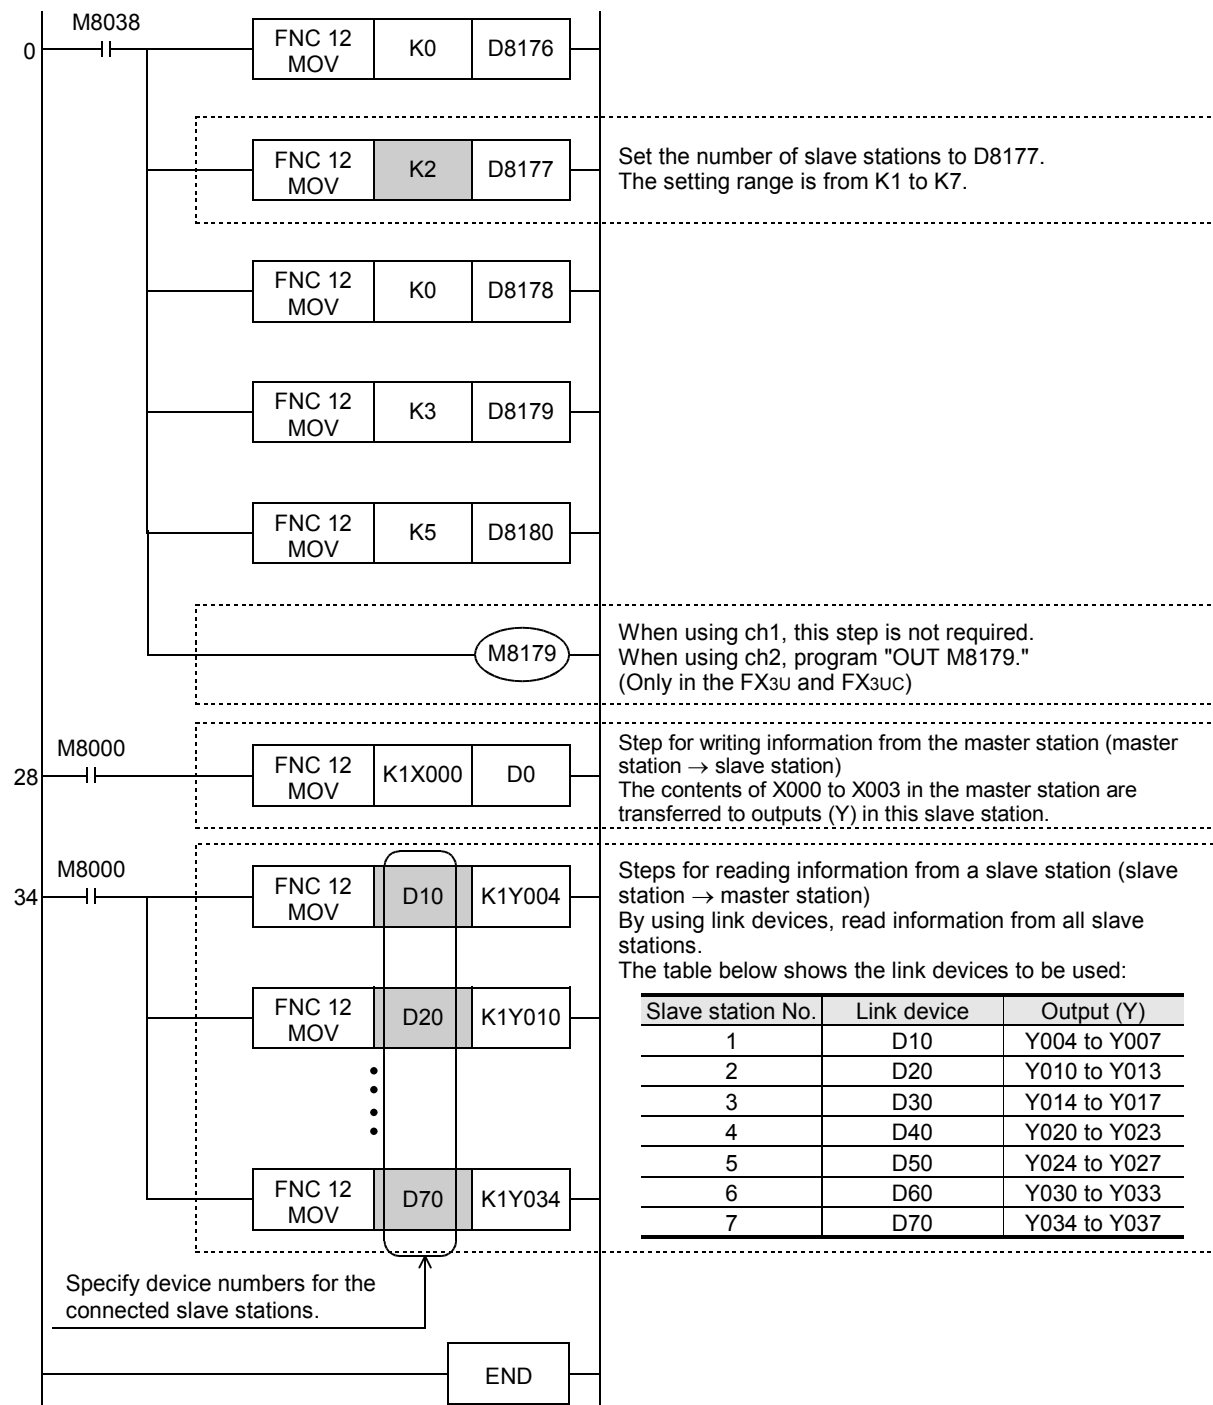 M8038
0
FNC 12
MOV
K0
D8176
FNC 12
MOV
K2
D8177
Set the number of slave stations to D8177.
The setting range is from K1 to K7.
FNC 12
MOV
K0
D8178
FNC 12
MOV
K3
D8179
FNC 12
MOV
K5
D8180
M8179
When using ch1, this step is not required.
When using ch2, program "OUT M8179."
(Only in the FX3U and FX3UC)
M8000
28
FNC 12
MOV
K1X000
D0
Step for writing information from the master station (master
station → slave station)
The contents of X000 to X003 in the master station are
transferred to outputs (Y) in this slave station.
M8000
34
FNC 12
MOV
D10
K1Y004
Steps for reading information from a slave station (slave
station → master station)
By using link devices, read information from all slave
stations.
The table below shows the link devices to be used:
FNC 12
MOV
D20
K1Y010
Slave station No. Link device Output (Y)
1 D10 Y004 to Y007
2 D20 Y010 to Y013
3 D30 Y014 to Y017
4 D40 Y020 to Y023
5 D50 Y024 to Y027
6 D60 Y030 to Y033
7 D70 Y034 to Y037
FNC 12
MOV
D70
K1Y034
Specify device numbers for the
connected slave stations.
END